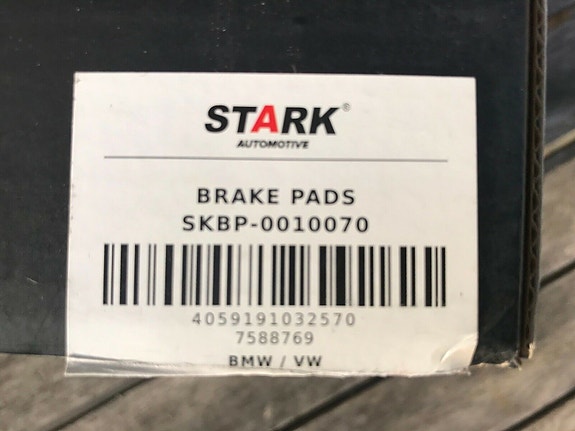 STARK®
AUTOMOTIVE
BRAKE PADS
SKBP-0010070
4059191032570
7588769
BMW / VW